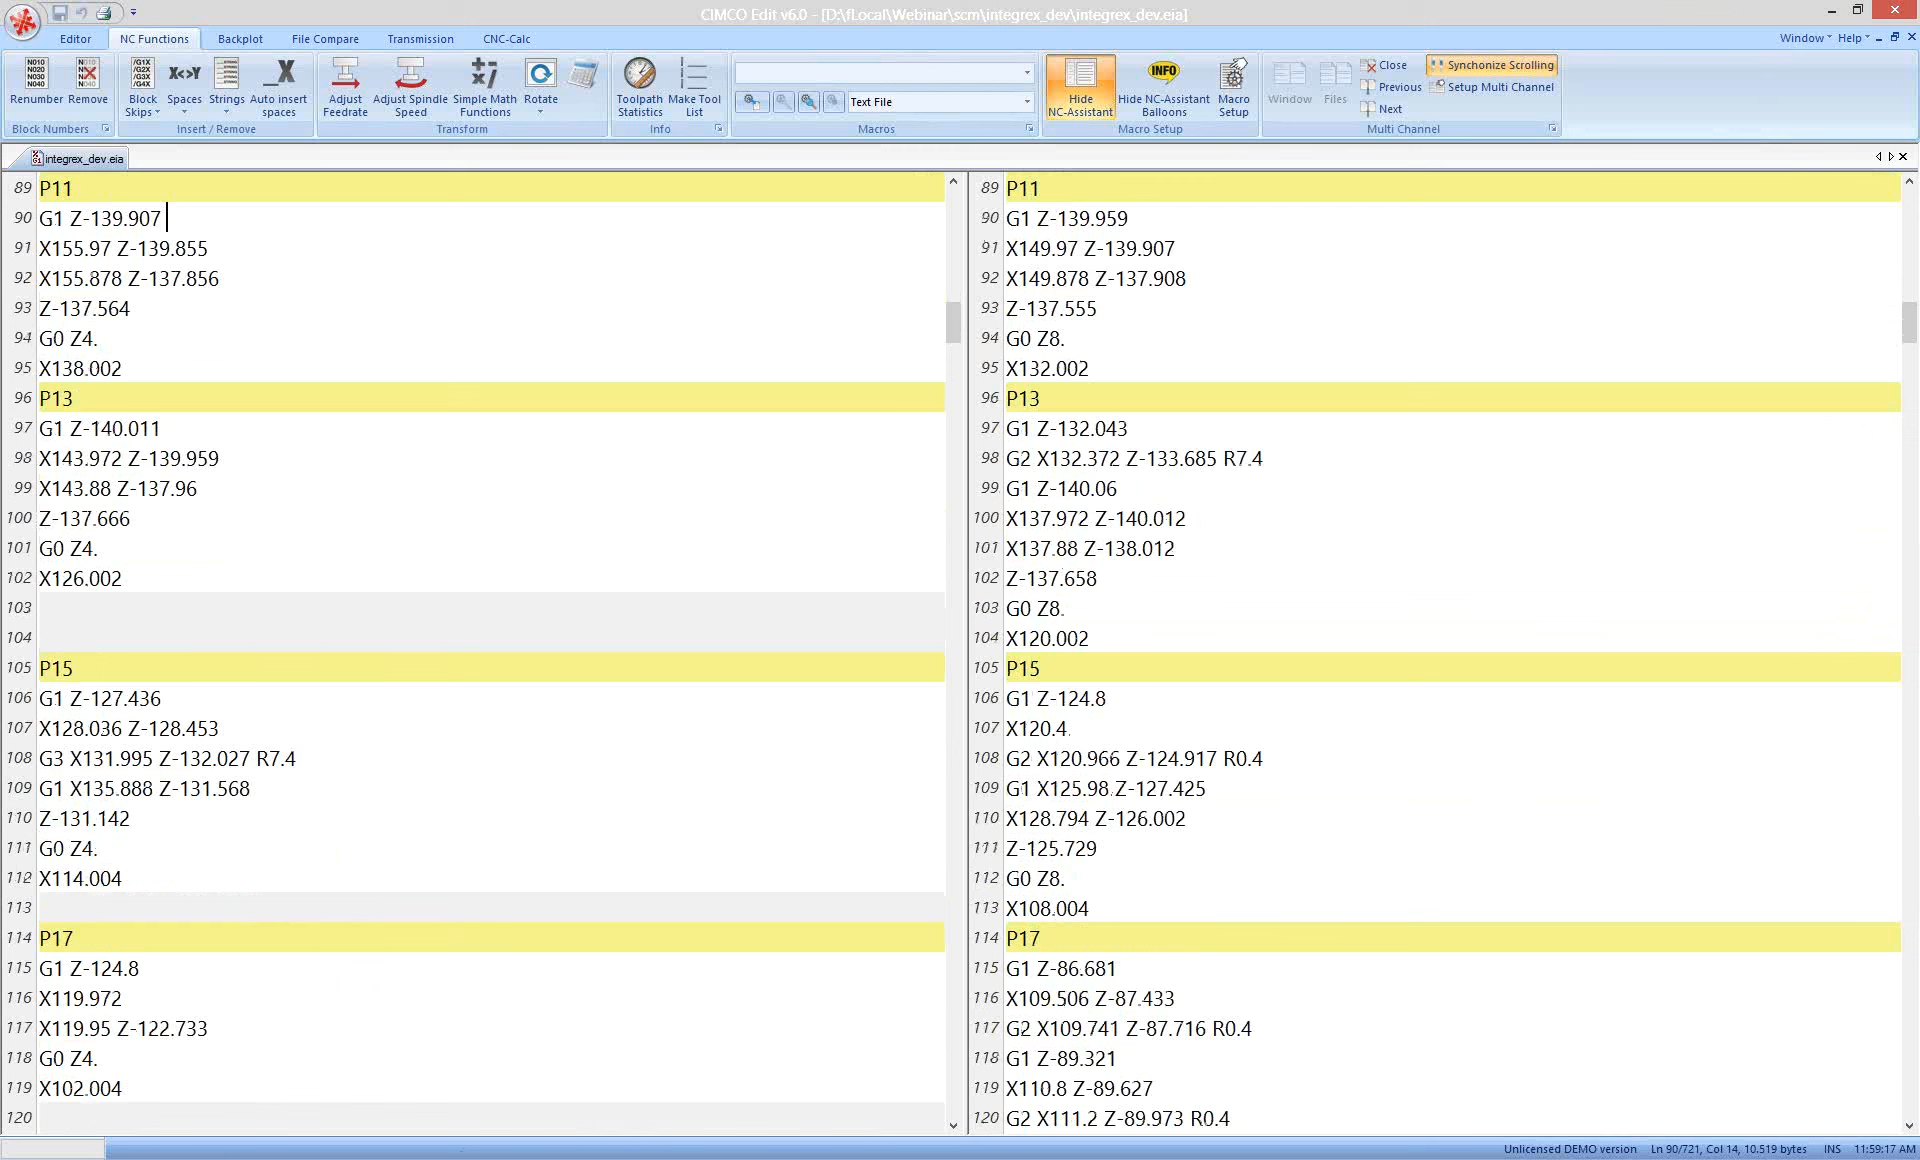 CIMCO Edit v6.0 - [D:\fLocal\Webinar\scm\integrex_dev\integrex_dev.eia]
Editor NC Functions Backplot File Compare Transmission CNC-Calc Window Help
Renumber Remove
Block Numbers
Block Skips Spaces Strings Auto insert spaces
Insert / Remove
Adjust Feedrate Adjust Spindle Speed Simple Math Functions Rotate
Transform
Toolpath Statistics Make Tool List
Info
Text File
Macros
Hide NC-Assistant Hide NC-Assistant Balloons Macro Setup
Macro Setup
Window Files Close Previous Next Synchonize Scrolling Setup Multi Channel
Multi Channel
integrex_dev.eia
89 P11
90 G1 Z-139.907
91 X155.97 Z-139.855
92 X155.878 Z-137.856
93 Z-137.564
94 G0 Z4.
95 X138.002
96 P13
97 G1 Z-140.011
98 X143.972 Z-139.959
99 X143.88 Z-137.96
100 Z-137.666
101 G0 Z4.
102 X126.002
103
104
105 P15
106 G1 Z-127.436
107 X128.036 Z-128.453
108 G3 X131.995 Z-132.027 R7.4
109 G1 X135.888 Z-131.568
110 Z-131.142
111 G0 Z4.
112 X114.004
113
114 P17
115 G1 Z-124.8
116 X119.972
117 X119.95 Z-122.733
118 G0 Z4.
119 X102.004
120
89 P11
90 G1 Z-139.959
91 X149.97 Z-139.907
92 X149.878 Z-137.908
93 Z-137.555
94 G0 Z8.
95 X132.002
96 P13
97 G1 Z-132.043
98 G2 X132.372 Z-133.685 R7.4
99 G1 Z-140.06
100 X137.972 Z-140.012
101 X137.88 Z-138.012
102 Z-137.658
103 G0 Z8.
104 X120.002
105 P15
106 G1 Z-124.8
107 X120.4
108 G2 X120.966 Z-124.917 R0.4
109 G1 X125.98 Z-127.425
110 X128.794 Z-126.002
111 Z-125.729
112 G0 Z8.
113 X108.004
114 P17
115 G1 Z-86.681
116 X109.506 Z-87.433
117 G2 X109.741 Z-87.716 R0.4
118 G1 Z-89.321
119 X110.8 Z-89.627
120 G2 X111.2 Z-89.973 R0.4
Unlicensed DEMO version Ln 90/721, Col 14, 10.519 bytes INS 11:59:17 AM